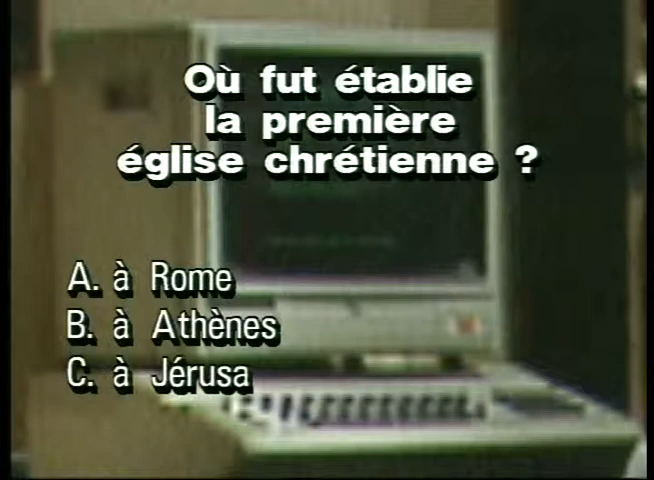 Où fut établie
la première
église chrétienne ?
A. à Rome
B. à Athènes
C. à Jérusa